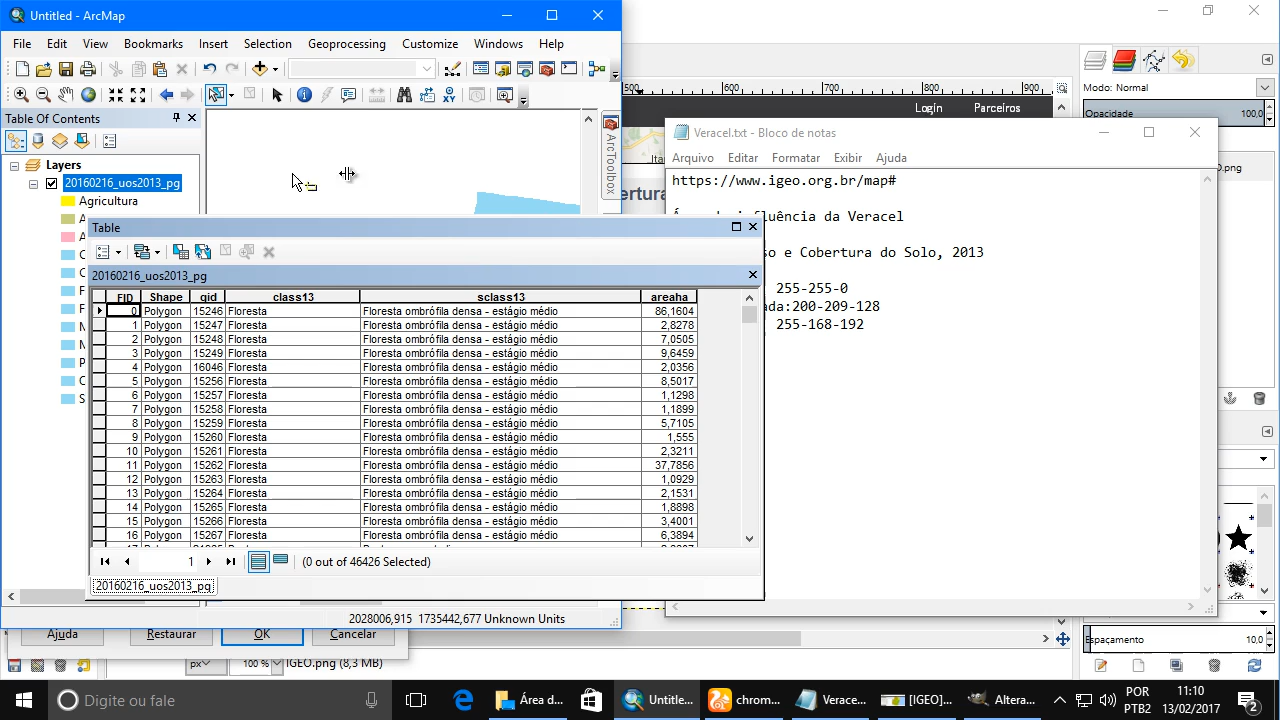 Untitled - ArcMap
File Edit View Bookmarks Insert Selection Geoprocessing Customize Windows Help
Table Of Contents
Layers
20160216_uos2013_pg
Agricultura
A
A
C
C
F
F
N
N
P
C
S
ArcToolbox
Table
20160216_uos2013_pg
FID Shape gid class13 sclass13 areaha
0 Polygon 15246 Floresta Floresta ombrófila densa - estágio médio 86,1604
1 Polygon 15247 Floresta Floresta ombrófila densa - estágio médio 2,8278
2 Polygon 15248 Floresta Floresta ombrófila densa - estágio médio 7,0505
3 Polygon 15249 Floresta Floresta ombrófila densa - estágio médio 9,6459
4 Polygon 16046 Floresta Floresta ombrófila densa - estágio médio 2,0356
5 Polygon 15256 Floresta Floresta ombrófila densa - estágio médio 8,5017
6 Polygon 15257 Floresta Floresta ombrófila densa - estágio médio 1,1298
7 Polygon 15258 Floresta Floresta ombrófila densa - estágio médio 1,1899
8 Polygon 15259 Floresta Floresta ombrófila densa - estágio médio 5,7105
9 Polygon 15260 Floresta Floresta ombrófila densa - estágio médio 1,555
10 Polygon 15261 Floresta Floresta ombrófila densa - estágio médio 2,3211
11 Polygon 15262 Floresta Floresta ombrófila densa - estágio médio 37,7856
12 Polygon 15263 Floresta Floresta ombrófila densa - estágio médio 1,0929
13 Polygon 15264 Floresta Floresta ombrófila densa - estágio médio 2,1531
14 Polygon 15265 Floresta Floresta ombrófila densa - estágio médio 1,8898
15 Polygon 15266 Floresta Floresta ombrófila densa - estágio médio 3,4001
16 Polygon 15267 Floresta Floresta ombrófila densa - estágio médio 6,3894
1 (0 out of 46426 Selected)
20160216_uos2013_pg
2028006,915 1735442,677 Unknown Units
Ajuda Restaurar OK Cancelar
px 100 % IGEO.png (8,3 MB)
500 600 700 800 900
Login Parceiros
Itar
ertura
Veracel.txt - Bloco de notas
Arquivo Editar Formatar Exibir Ajuda
https://www.igeo.org.br/map#
fluência da Veracel
so e Cobertura do Solo, 2013
255-255-0
ada:200-209-128
255-168-192
Modo: Normal
Opacidade 100,0
O.png
Espaçamento 10,0
Digite ou fale
Área d...
Untitle...
chrom...
Verace...
[IGEO]...
Altera...
POR
PTB2
11:10
13/02/2017
2